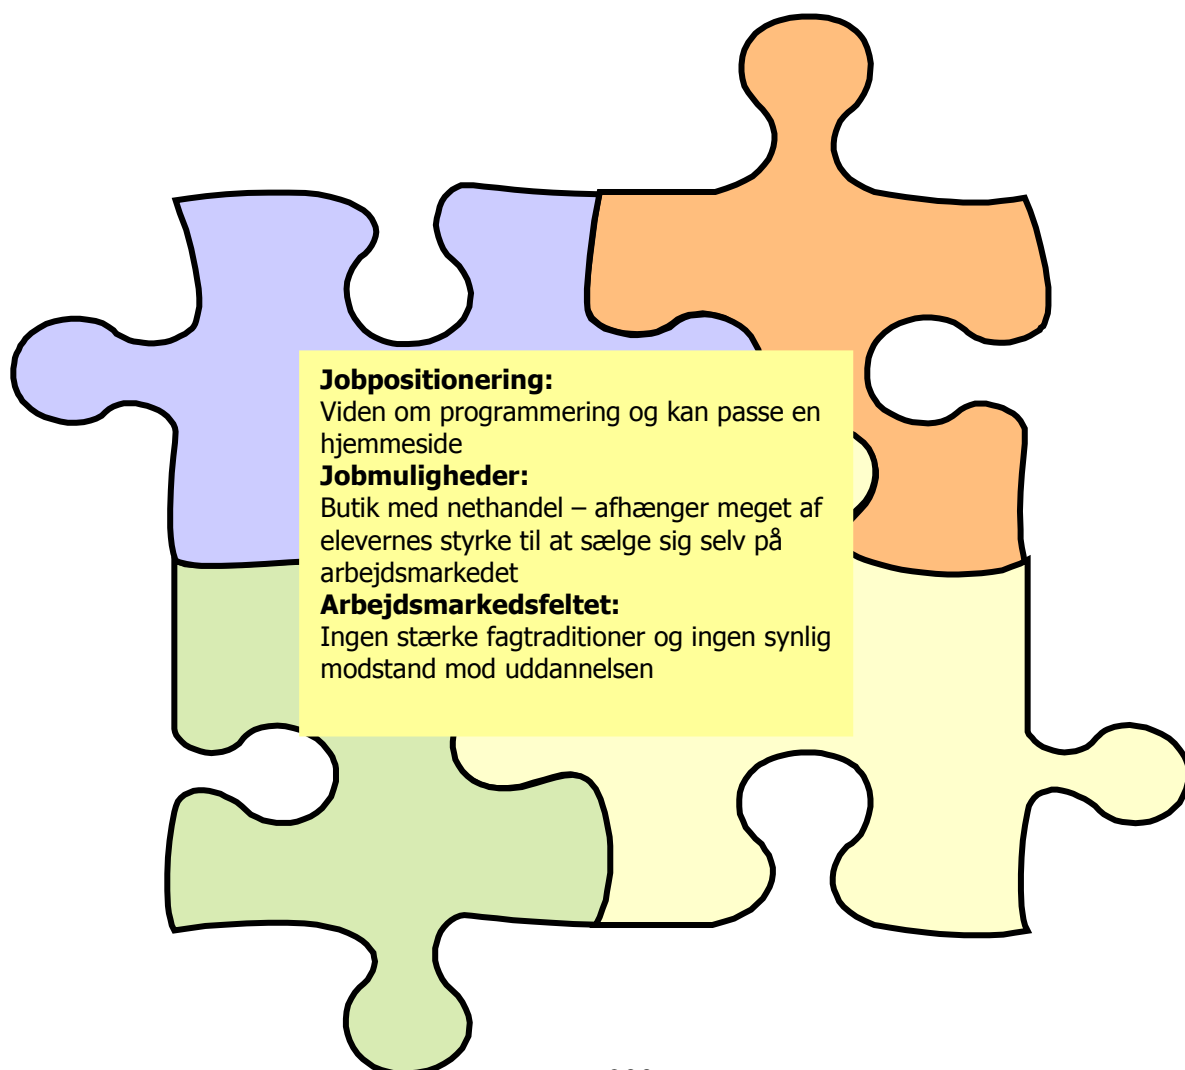 Jobpositionering:
Viden om programmering og kan passe en
hjemmeside
Jobmuligheder:
Butik med nethandel – afhænger meget af
elevernes styrke til at sælge sig selv på
arbejdsmarkedet
Arbejdsmarkedsfeltet:
Ingen stærke fagtraditioner og ingen synlig
modstand mod uddannelsen